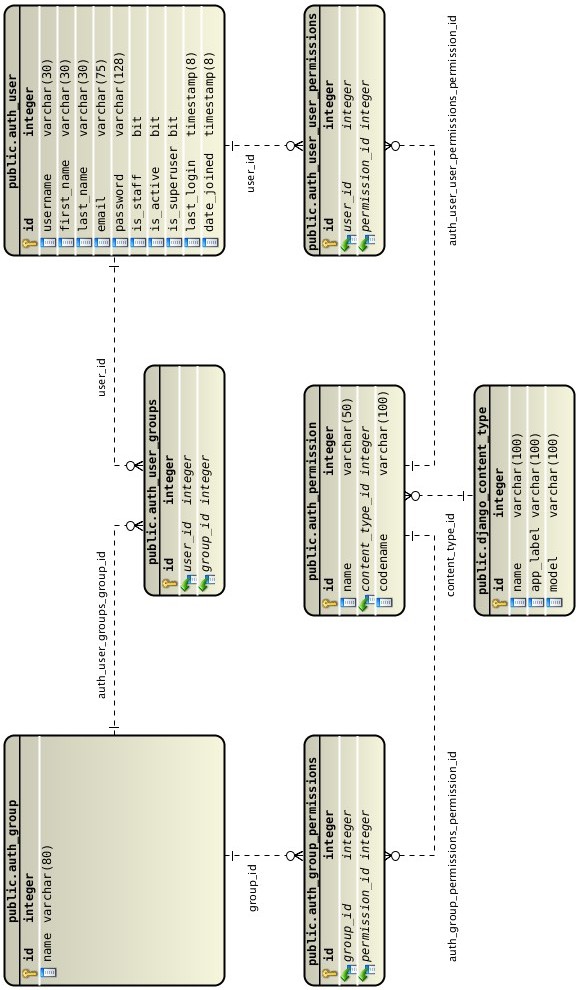 public.auth_group
id integer
name varchar(80)
auth_user_groups_group_id
user_id
public.auth_user
id integer
username varchar(30)
first_name varchar(30)
last_name varchar(30)
email varchar(75)
password varchar(128)
is_staff bit
is_active bit
is_superuser bit
last_login timestamp(8)
date_joined timestamp(8)
public.auth_user_groups
id integer
user_id integer
group_id integer
group_id
user_id
public.auth_group_permissions
id integer
group_id integer
permission_id integer
public.auth_permission
id integer
name varchar(50)
content_type_id integer
codename varchar(100)
public.auth_user_user_permissions
id integer
user_id integer
permission_id integer
auth_group_permissions_permission_id
content_type_id
auth_user_user_permissions_permission_id
public.django_content_type
id integer
name varchar(100)
app_label varchar(100)
model varchar(100)